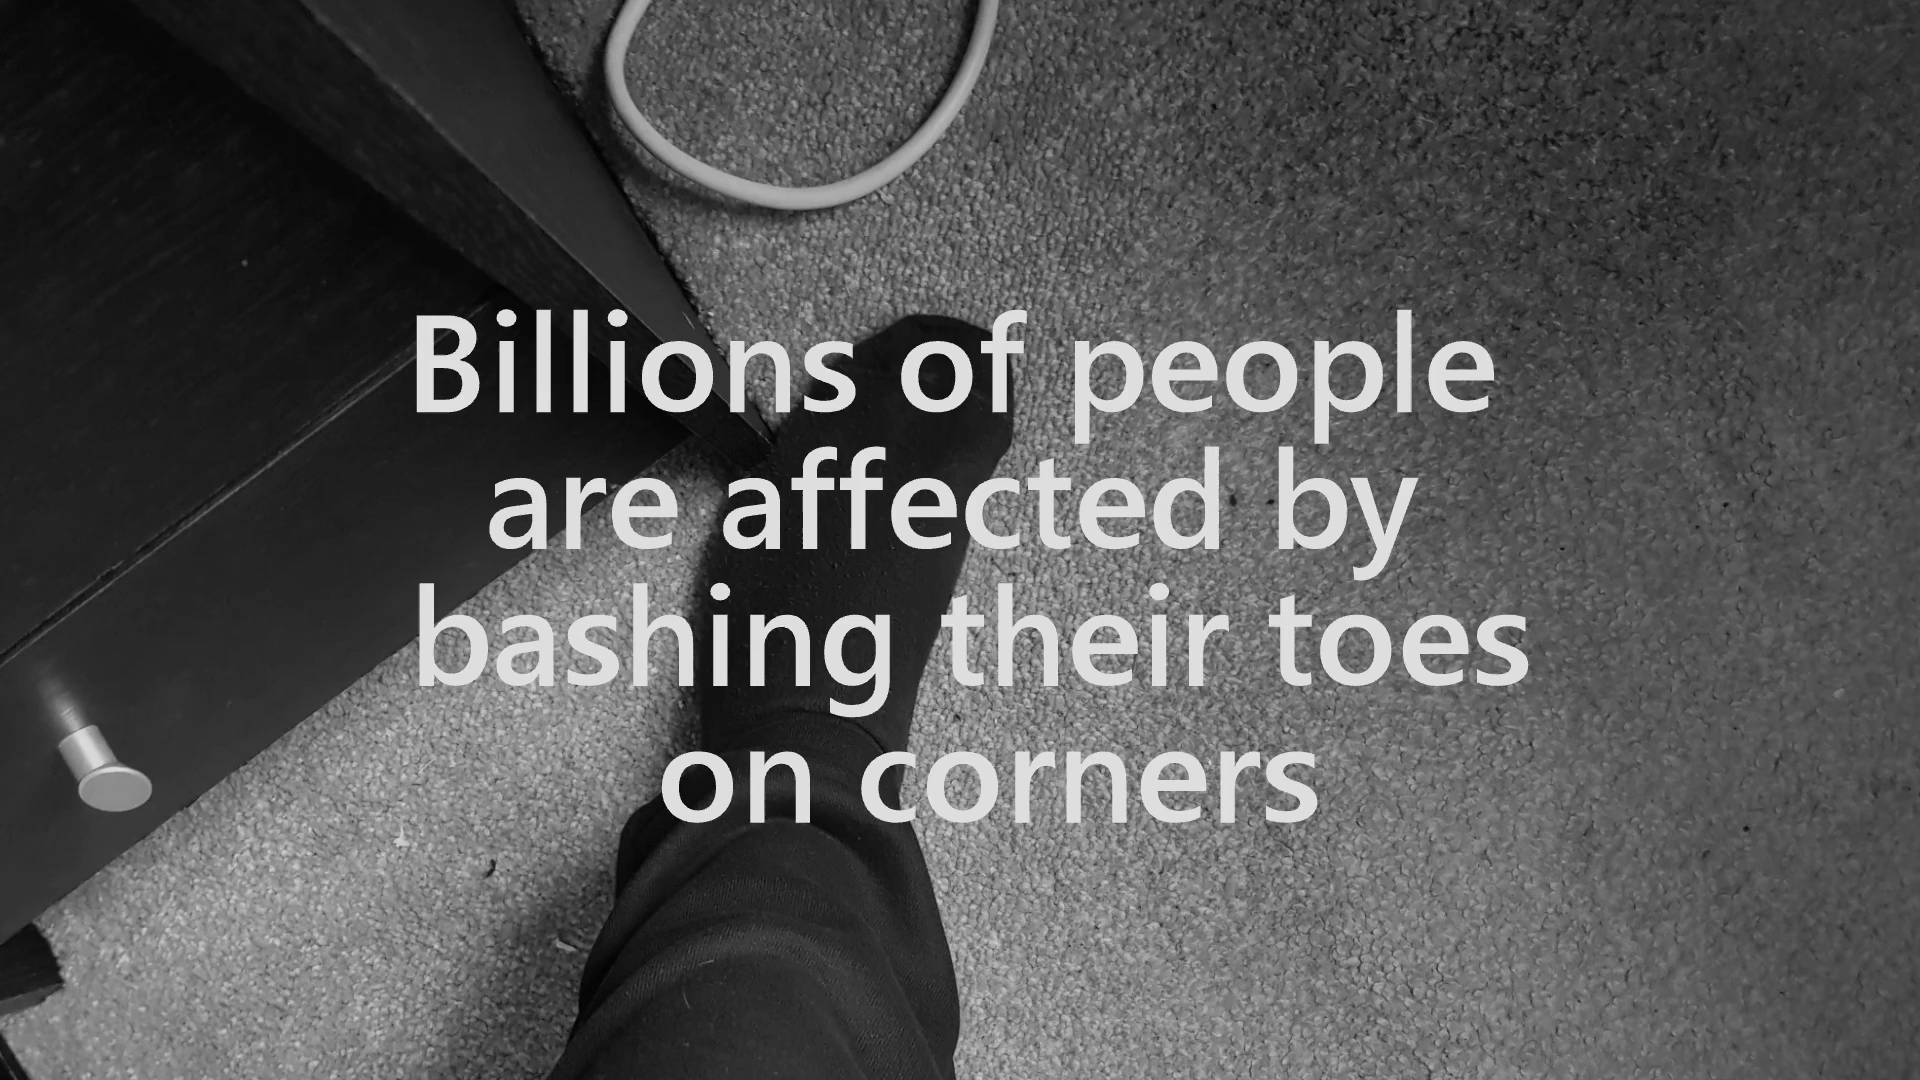 Billions of people
are affected by
bashing their toes
on corners